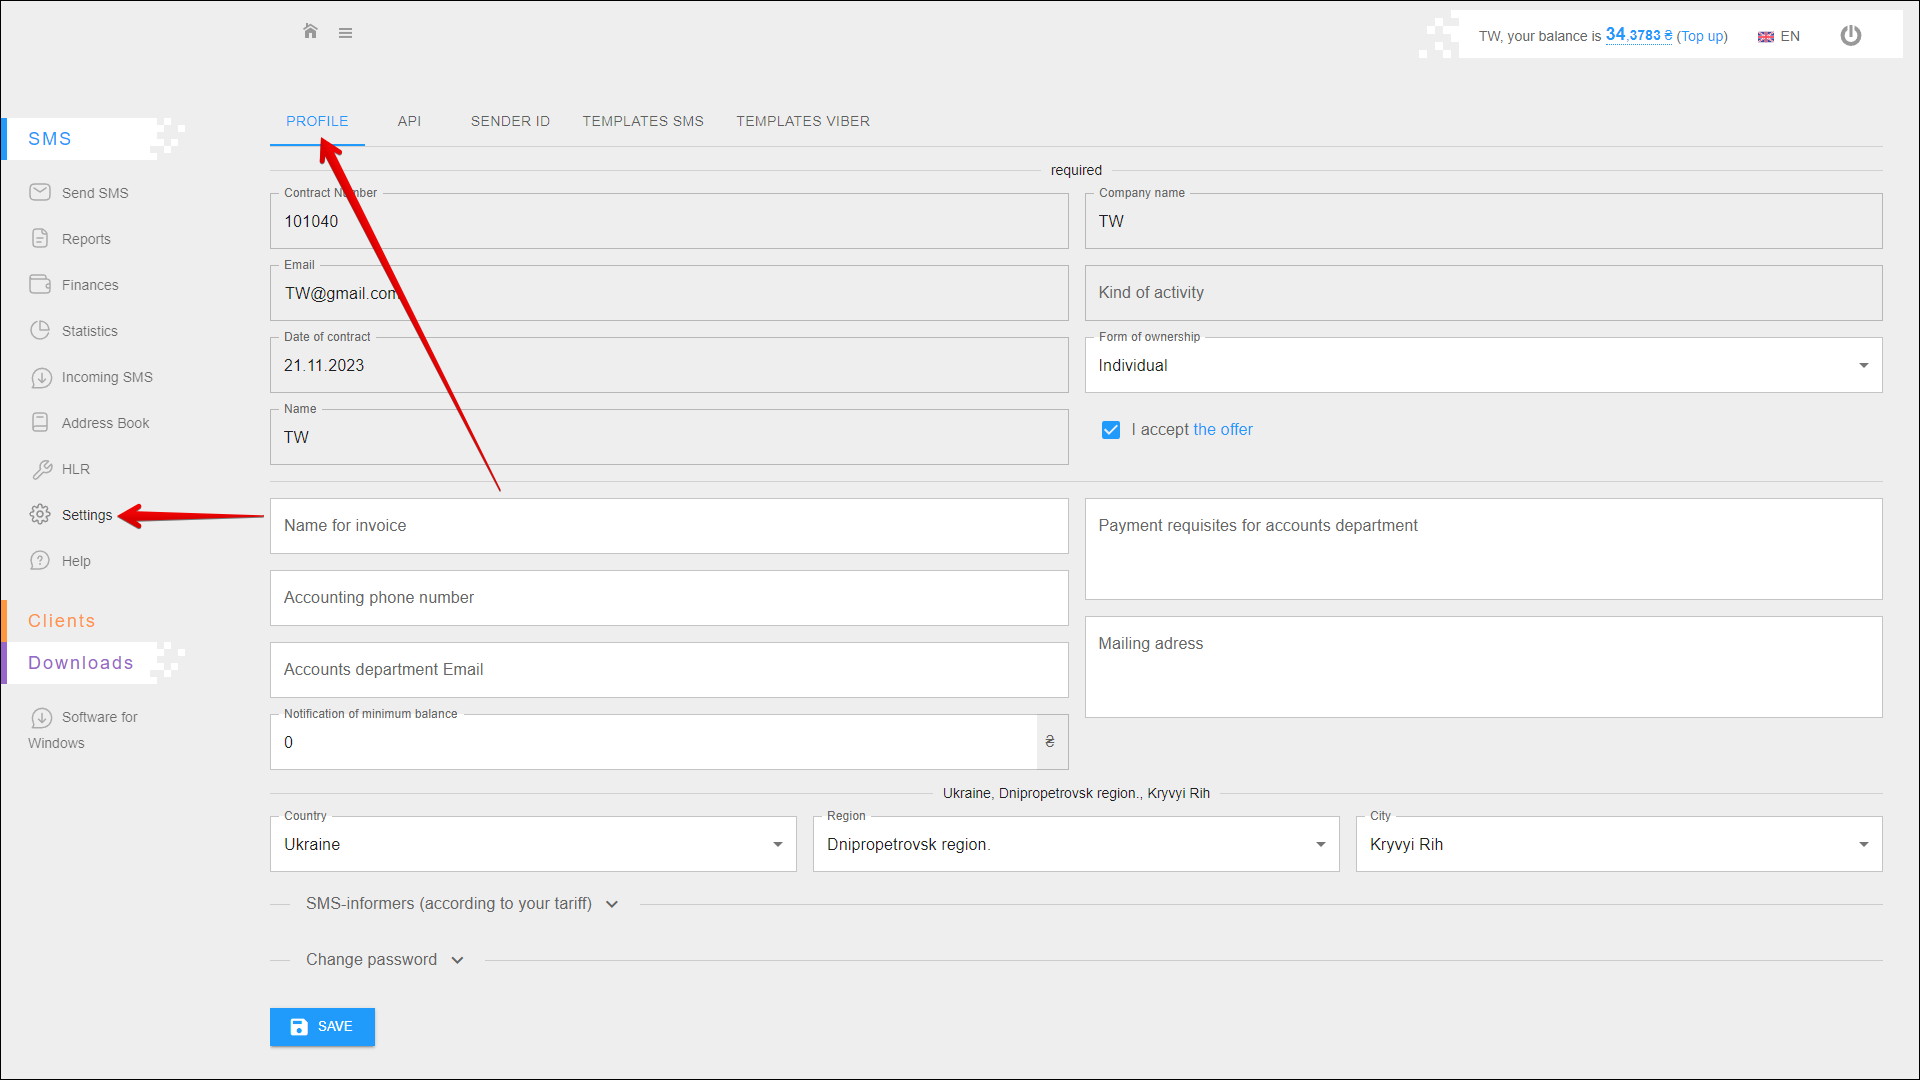 TW, your balance is 34,3783 ₴ (Top up)
EN
SMS
Send SMS
Reports
Finances
Statistics
Incoming SMS
Address Book
HLR
Settings
Help
Clients
Downloads
Software for
Windows
PROFILE
API
SENDER ID
TEMPLATES SMS
TEMPLATES VIBER
required
Contract Number
101040
Company name
TW
Email
TW@gmail.com
Kind of activity
Date of contract
21.11.2023
Form of ownership
Individual
Name
TW
I accept the offer
Name for invoice
Payment requisites for accounts department
Accounting phone number
Mailing adress
Accounts department Email
Notification of minimum balance
0
₴
Ukraine, Dnipropetrovsk region., Kryvyi Rih
Country
Ukraine
Region
Dnipropetrovsk region.
City
Kryvyi Rih
SMS-informers (according to your tariff)
Change password
SAVE